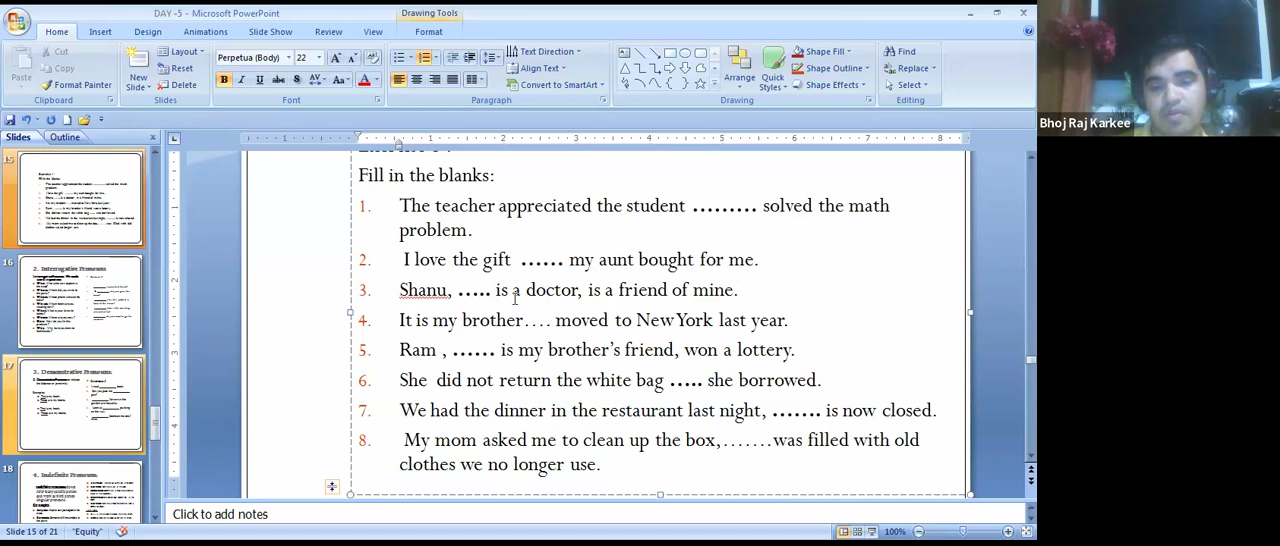 DAY -5 - Microsoft PowerPoint
Drawing Tools
Home Insert Design Animations Slide Show Review View Format
Paste
Cut
Copy
Format Painter
Clipboard
New Slide
Layout
Reset
Delete
Slides
Perpetua (Body) 22
B I U abc S AV Aa A
Font
Text Direction
Align Text
Convert to SmartArt
Paragraph
Arrange
Quick Styles
Shape Fill
Shape Outline
Shape Effects
Drawing
Find
Replace
Select
Editing
Bhoj Raj Karkee
Slides Outline
15
16
2. Interrogative Pronouns
17
3. Demonstrative Pronouns
18
4. Indefinite Pronouns
Fill in the blanks:
1. The teacher appreciated the student ......... solved the math
problem.
2. I love the gift ...... my aunt bought for me.
3. Shanu, .... is a doctor, is a friend of mine.
4. It is my brother.... moved to New York last year.
5. Ram , ...... is my brother's friend, won a lottery.
6. She did not return the white bag ..... she borrowed.
7. We had the dinner in the restaurant last night, ....... is now closed.
8. My mom asked me to clean up the box,.......was filled with old
clothes we no longer use.
Click to add notes
Slide 15 of 21 "Equity" 100%